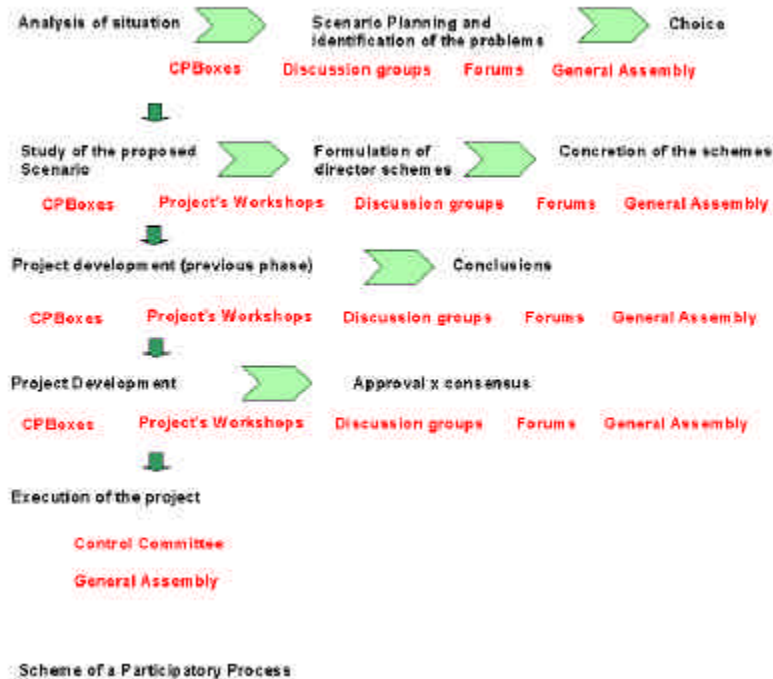 Analysis of situation Scenario Planning and Choice
identification of the problems
CPBoxes Discussion groups Forums General Assembly
Study of the proposed Formulation of Concretion of the schemes
Scenario director schemes
CPBoxes Project's Workshops Discussion groups Forums General Assembly
Project development (previous phase) Conclusions
CPBoxes Project's Workshops Discussion groups Forums General Assembly
Project Development Approval x consensus
CPBoxes Project's Workshops Discussion groups Forums General Assembly
Execution of the project
Control Committee
General Assembly
Scheme of a Participatory Process